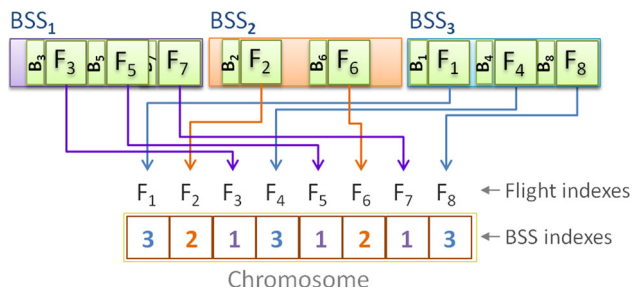 BSS₁ BSS₂ BSS₃
B₃ F₃ B₅ F₅ B₇ F₇ B₂ F₂ B₆ F₆ B₁ F₁ B₄ F₄ B₈ F₈
F₁ F₂ F₃ F₄ F₅ F₆ F₇ F₈ Flight indexes
3 2 1 3 1 2 1 3 BSS indexes
Chromosome